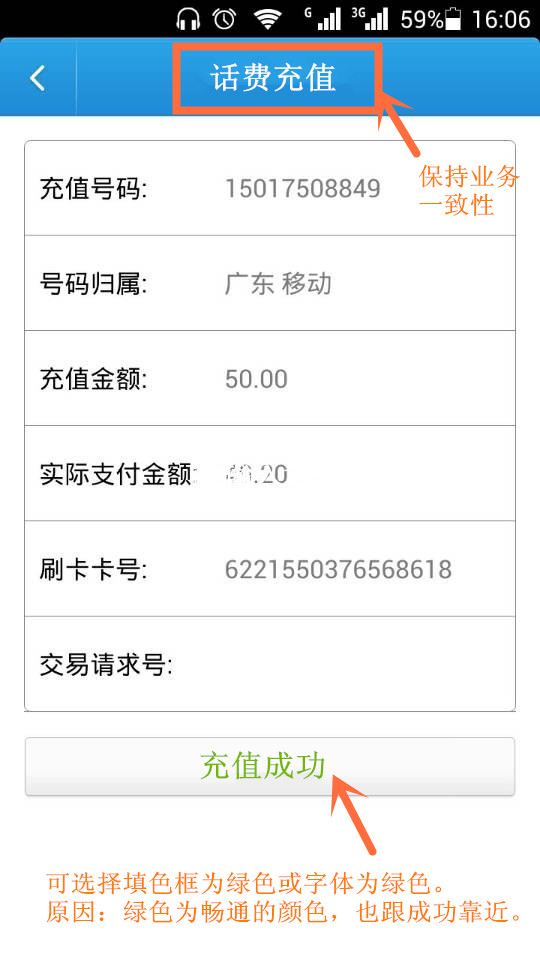 G 3G 59% 16:06
话费充值
保持业务
一致性
充值号码: 15017508849
号码归属: 广东 移动
充值金额: 50.00
实际支付金额: .20
刷卡卡号: 6221550376568618
交易请求号:
充值成功
可选择填色框为绿色或字体为绿色。
原因：绿色为畅通的颜色，也跟成功靠近。